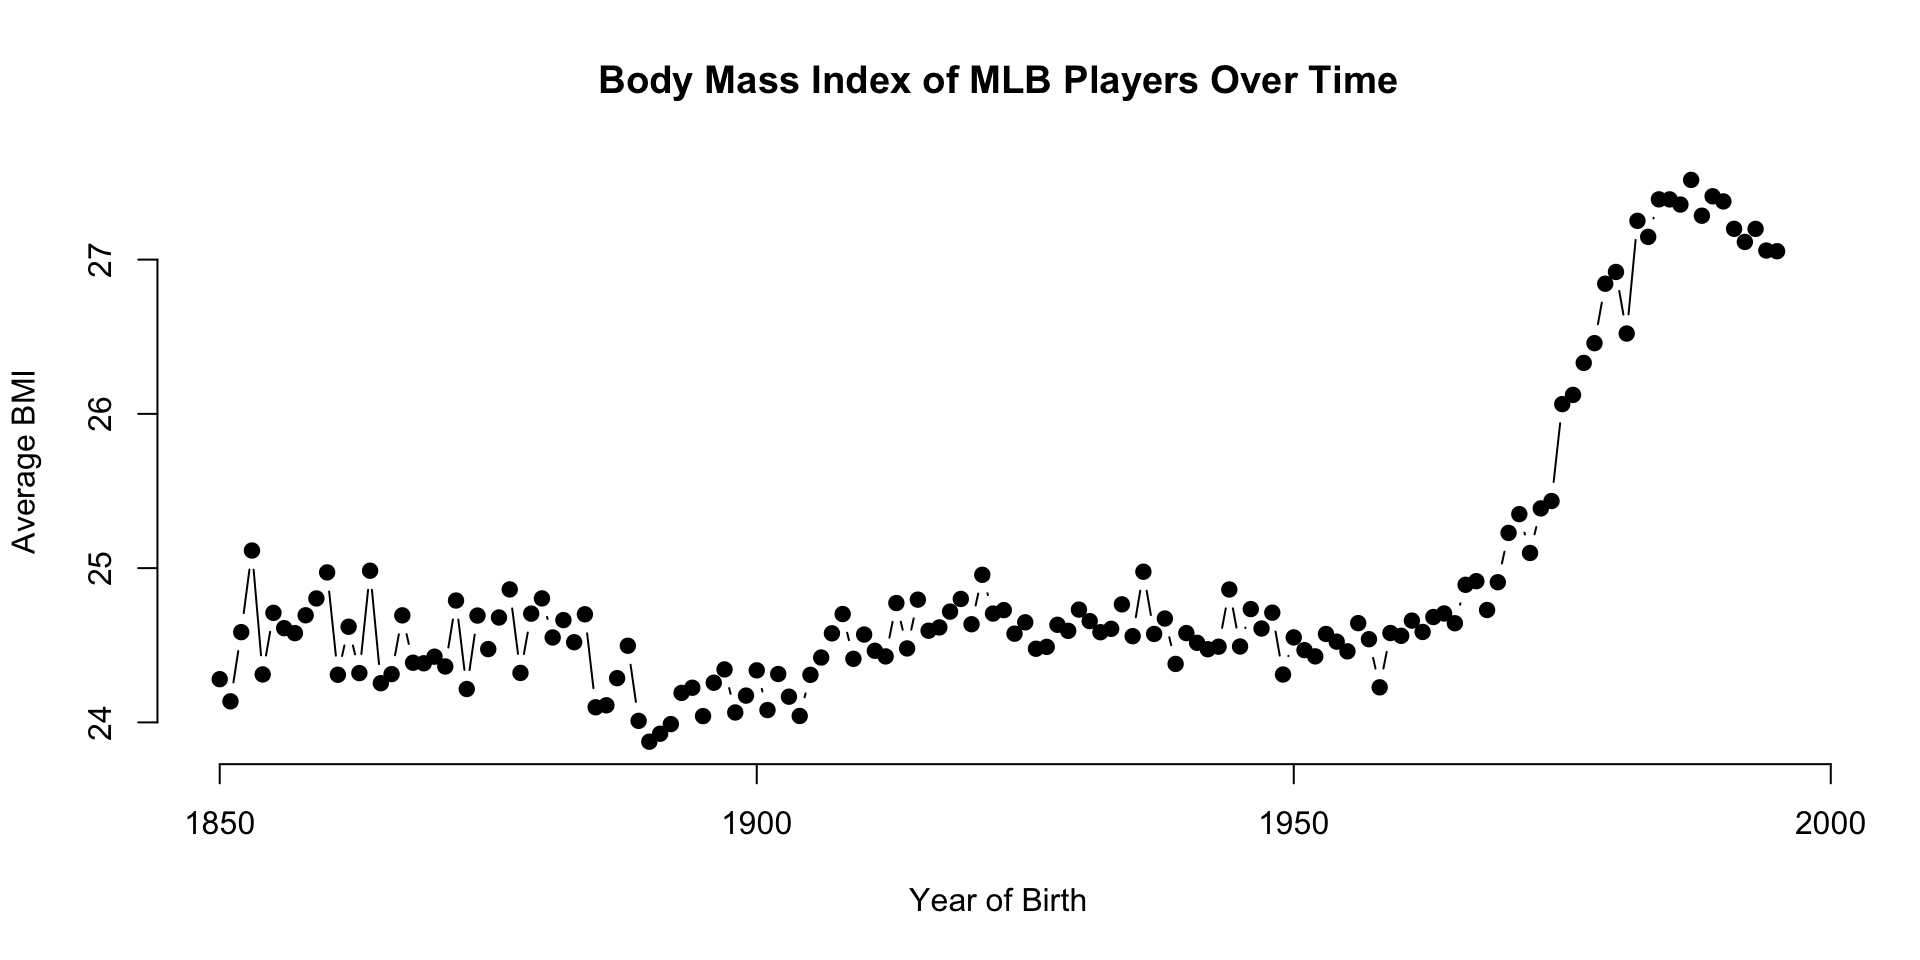 Body Mass Index of MLB Players Over Time
Average BMI
27
26
25
24
1850 1900 1950 2000
Year of Birth